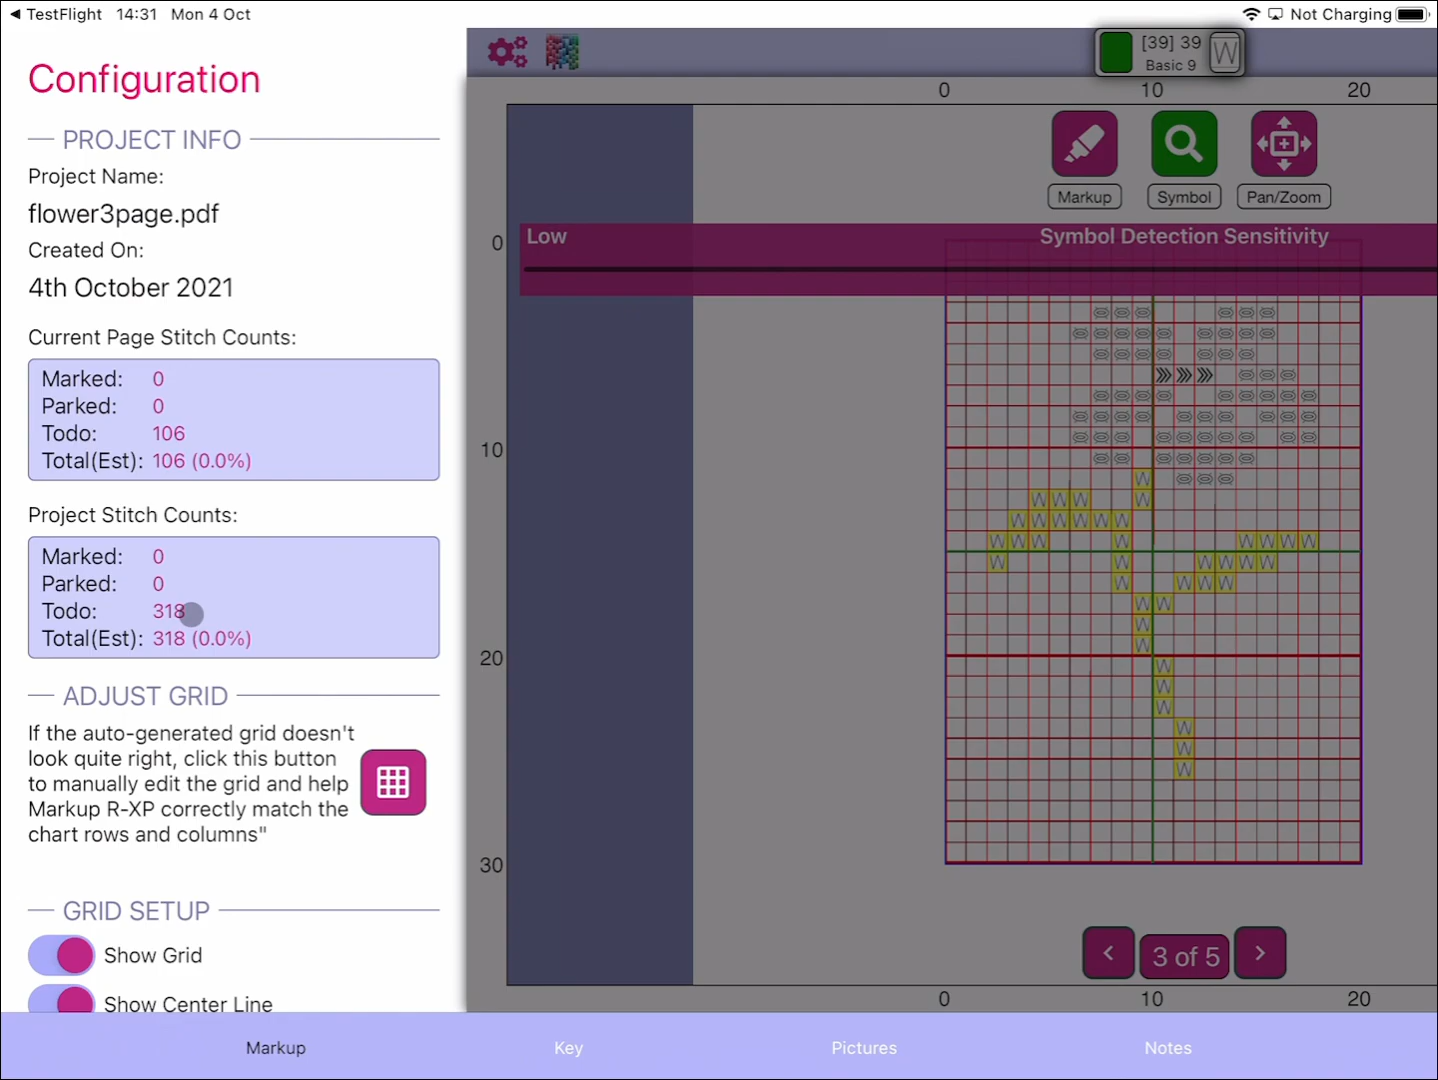 ◀ TestFlight 14:31 Mon 4 Oct
Not Charging
Configuration
PROJECT INFO
Project Name:
flower3page.pdf
Created On:
4th October 2021
Current Page Stitch Counts:
Marked: 0
Parked: 0
Todo: 106
Total(Est): 106 (0.0%)
Project Stitch Counts:
Marked: 0
Parked: 0
Todo: 318
Total(Est): 318 (0.0%)
ADJUST GRID
If the auto-generated grid doesn't
look quite right, click this button
to manually edit the grid and help
Markup R-XP correctly match the
chart rows and columns"
GRID SETUP
Show Grid
Show Center Line
[39] 39
Basic 9
W
0 10 20
Markup Symbol Pan/Zoom
Low Symbol Detection Sensitivity
0
10
20
30
W
W W W W
W W W W W W
W W W W W W W W
W W W W W W
W W W W
W W
W
W
W
W
W
W
W
W
3 of 5
0 10 20
Markup Key Pictures Notes